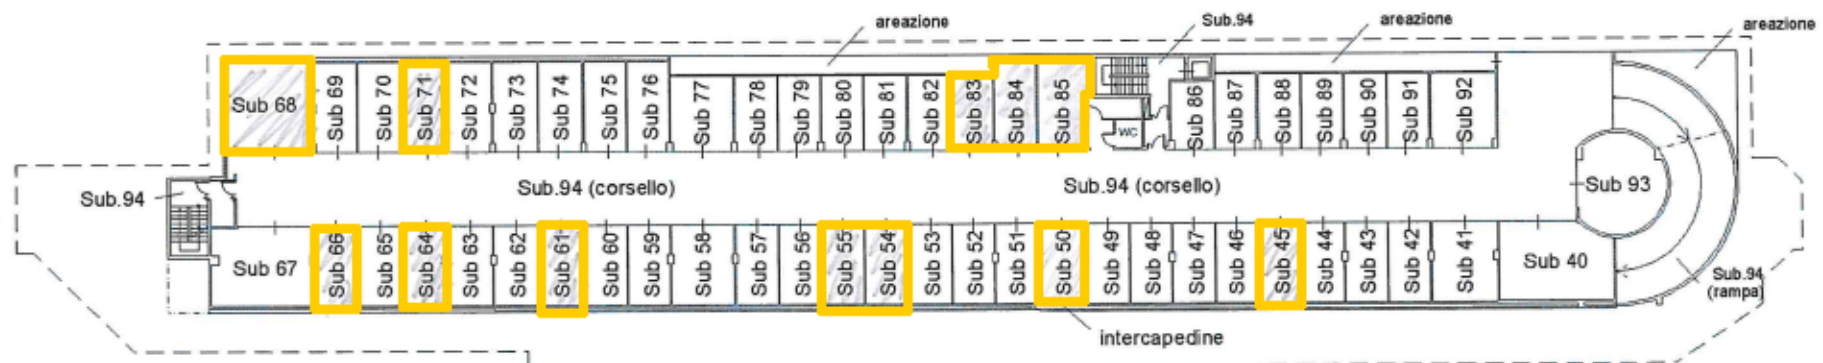 areazione
Sub.94
areazione
areazione
Sub 68
Sub 69
Sub 70
Sub 71
Sub 72
Sub 73
Sub 74
Sub 75
Sub 76
Sub 77
Sub 78
Sub 79
Sub 80
Sub 81
Sub 82
Sub 83
Sub 84
Sub 85
WC
Sub 86
Sub 87
Sub 88
Sub 89
Sub 90
Sub 91
Sub 92
Sub.94
Sub.94 (corsello)
Sub.94 (corsello)
Sub 93
Sub 67
Sub 66
Sub 65
Sub 64
Sub 63
Sub 62
Sub 61
Sub 60
Sub 59
Sub 58
Sub 57
Sub 56
Sub 55
Sub 54
Sub 53
Sub 52
Sub 51
Sub 50
Sub 49
Sub 48
Sub 47
Sub 46
Sub 45
Sub 44
Sub 43
Sub 42
Sub 41
Sub 40
Sub.94
(rampa)
intercapedine